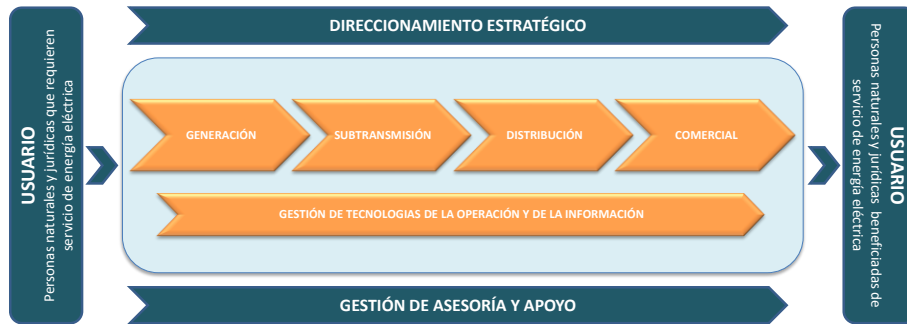 USUARIO
Personas naturales y jurídicas que requieren
servicio de energía eléctrica
DIRECCIONAMIENTO ESTRATÉGICO
GENERACIÓN
SUBTRANSMISIÓN
DISTRIBUCIÓN
COMERCIAL
GESTIÓN DE TECNOLOGIAS DE LA OPERACIÓN Y DE LA INFORMACIÓN
GESTIÓN DE ASESORÍA Y APOYO
USUARIO
Personas naturales y jurídicas beneficiadas de
servicio de energía eléctrica